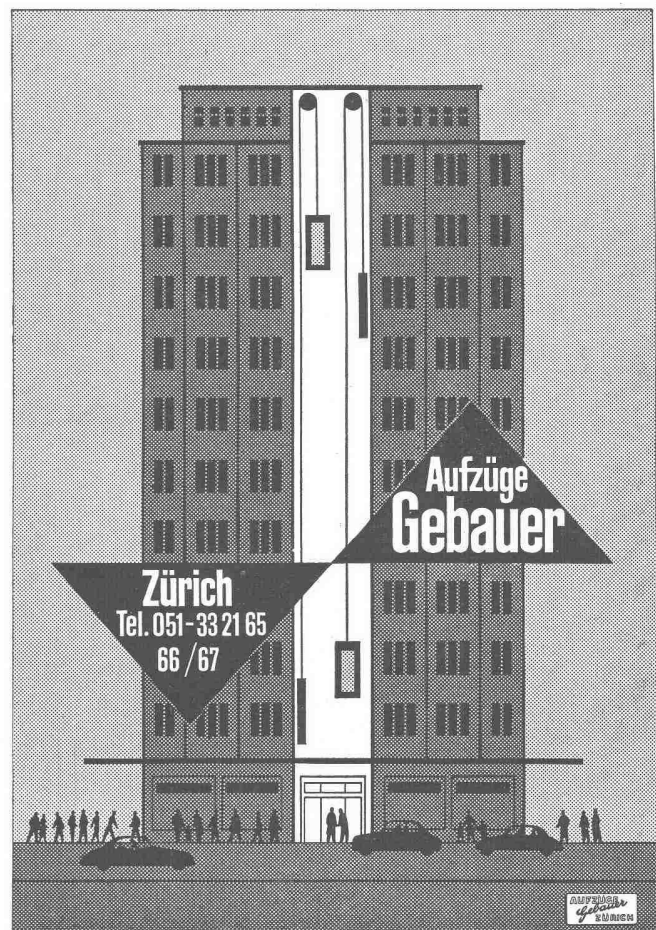 Aufzüge
Gebauer
Zürich
Tel. 051-33 21 65
66/67
AUFZÜGE
Gebauer
ZÜRICH